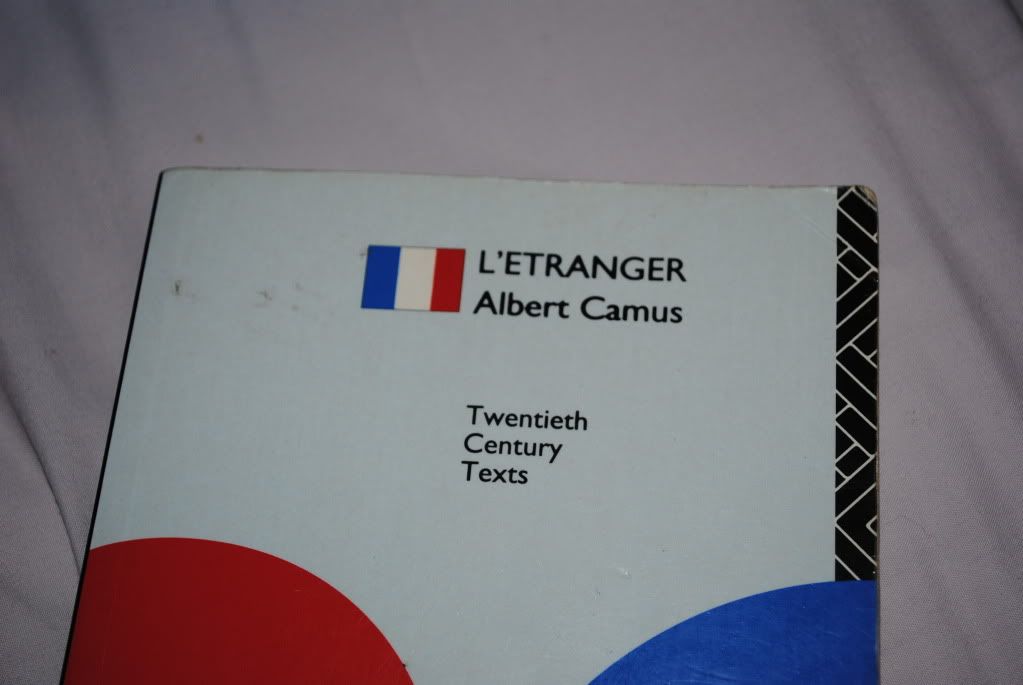 L'ETRANGER
Albert Camus
Twentieth
Century
Texts